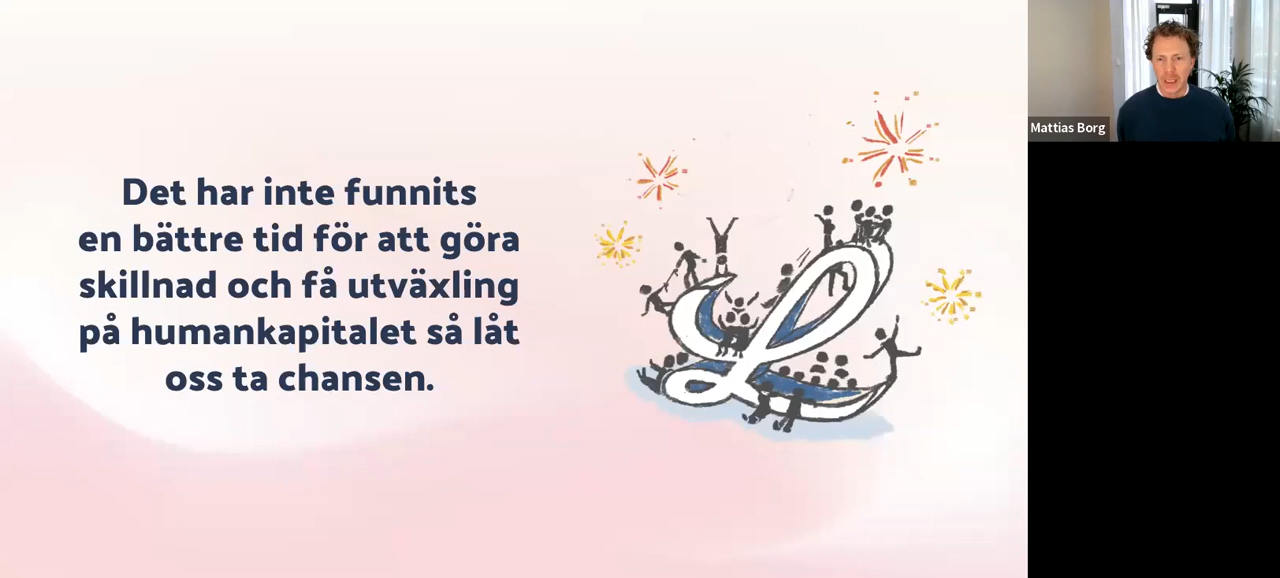 Det har inte funnits
en bättre tid för att göra
skillnad och få utväxling
på humankapitalet så låt
oss ta chansen.
L
Mattias Borg